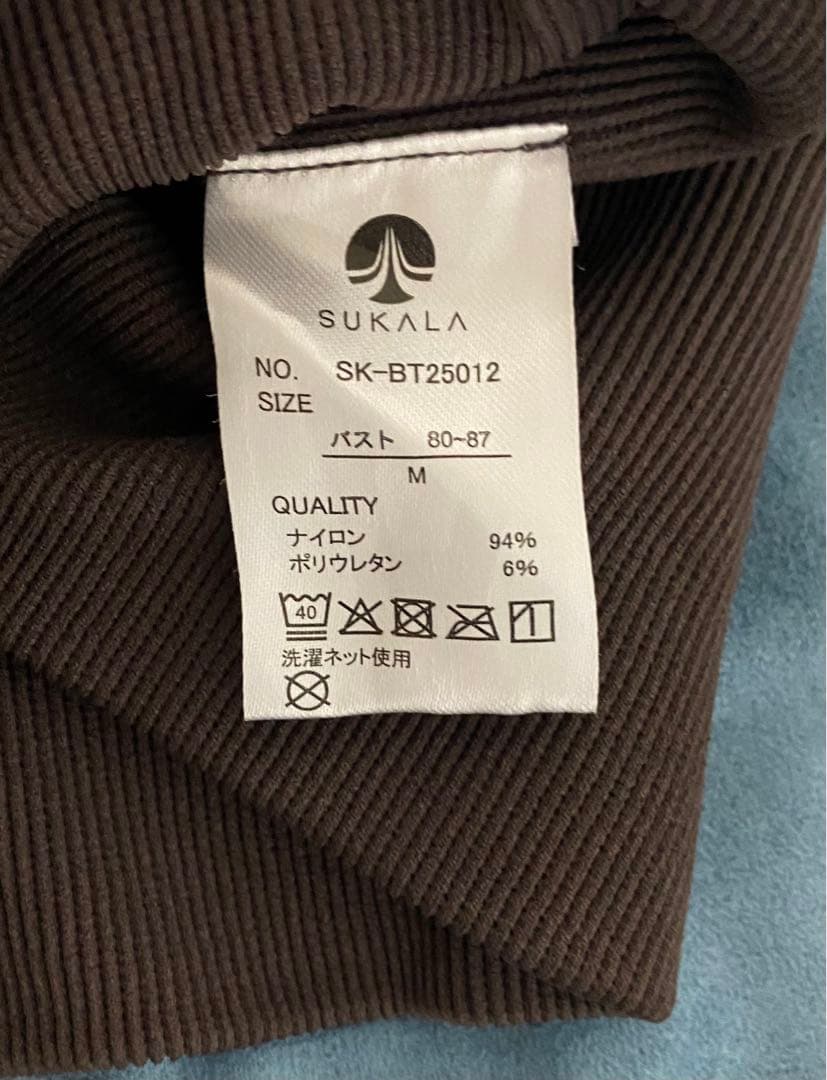 SUKALA
NO. SK-BT25012
SIZE
バスト 80~87
M
QUALITY
ナイロン 94%
ポリウレタン 6%
40
洗濯ネット使用